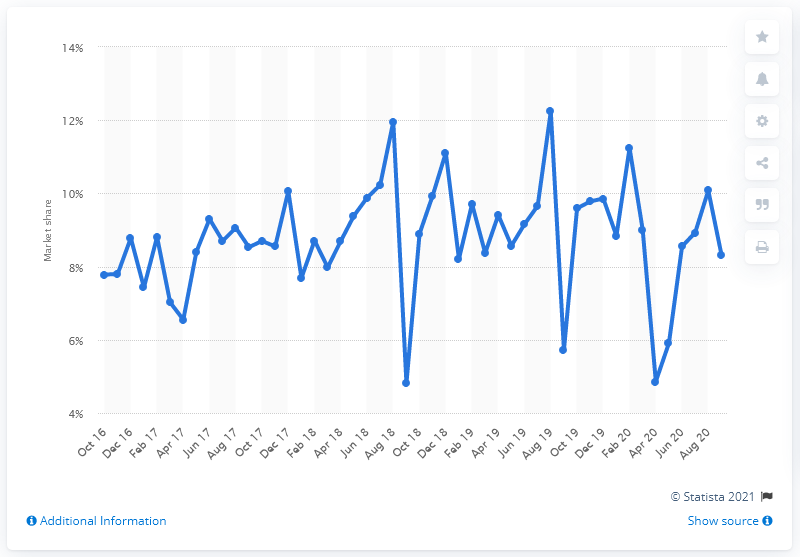 14%
12%
10%
8%
6%
4%
Market share
Oct 16
Dec 16
Feb 17
Apr 17
Jun 17
Aug 17
Oct 17
Dec 17
Feb 18
Apr 18
Jun 18
Aug 18
Oct 18
Dec 18
Feb 19
Apr 19
Jun 19
Aug 19
Oct 19
Dec 19
Feb 20
Apr 20
Jun 20
Aug 20
© Statista 2021
Additional Information
Show source